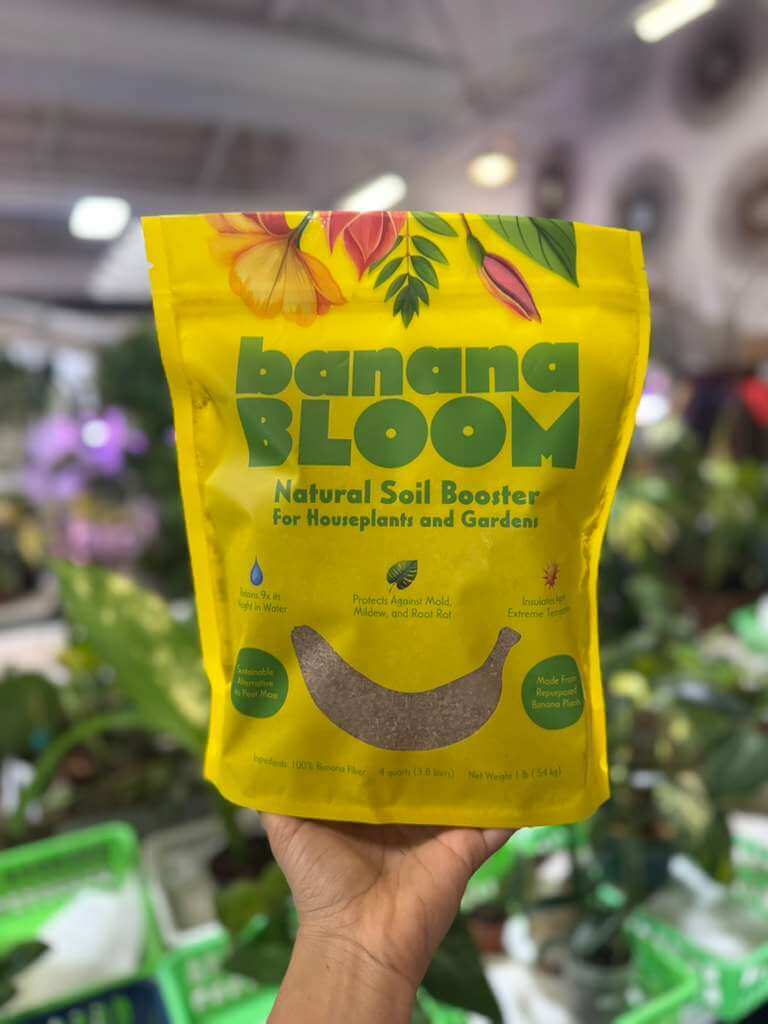 banana
BLOOM
Natural Soil Booster
For Houseplants and Gardens
Retains 9x its
Weight in Water
Protects Against Mold,
Mildew, and Root Rot
Insulates
Extreme
Sustainable
Alternative
to Peat Moss
Made From
Repurposed
Banana Plants
Ingredients: 100% Banana Fiber 4 quarts (3.8 liters) Net Weight 1 lb (.54 kg)